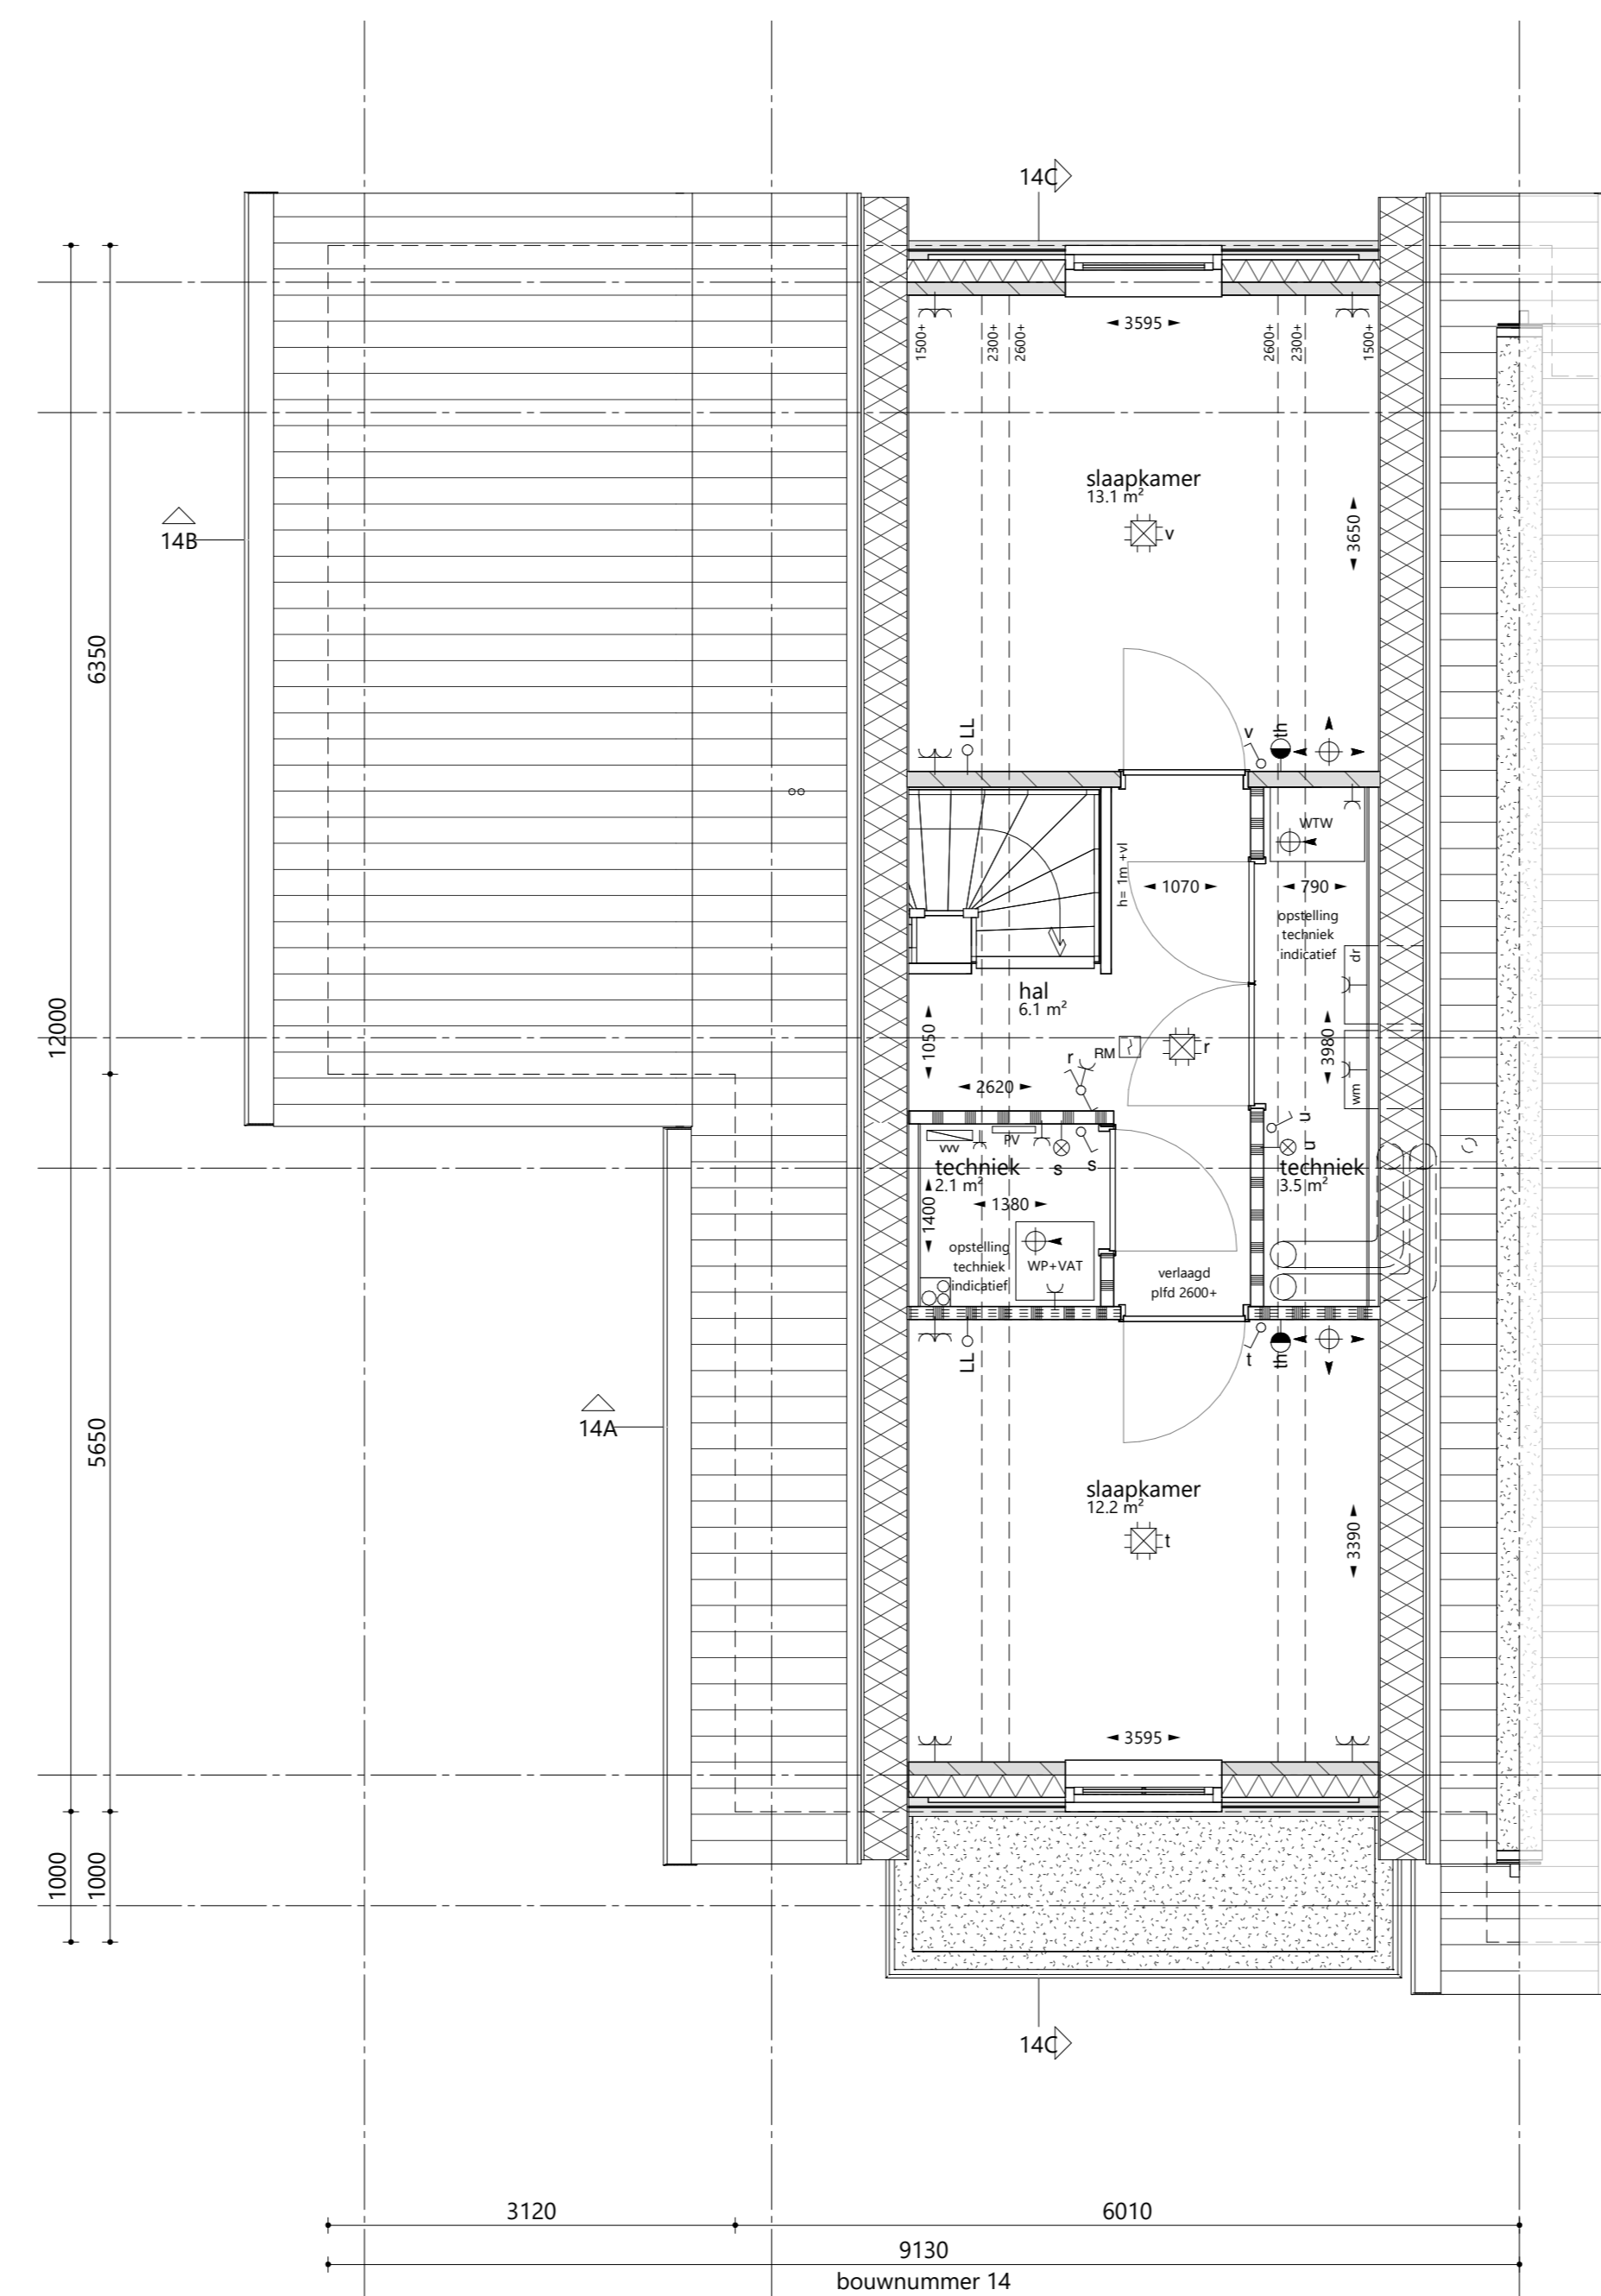 14C
3595
1500+
2300+
2600+
2600+
2300+
1500+
slaapkamer
13.1 m²
v
3650
14B
6350
LL
v
th
WTW
h= 1m +vl
1070
790
opstelling
techniek
indicatief
dr
hal
6.1 m²
12000
1050
r
RM
r
3980
2620
wm
u
vvv
PV
s
s
u
techniek
2.1 m²
techniek
3.5 m²
1400
1380
opstelling
techniek
indicatief
WP+VAT
verlaagd
plfd 2600+
LL
t
th
14A
5650
slaapkamer
12.2 m²
t
3390
3595
1000
1000
14C
3120
6010
9130
bouwnummer 14